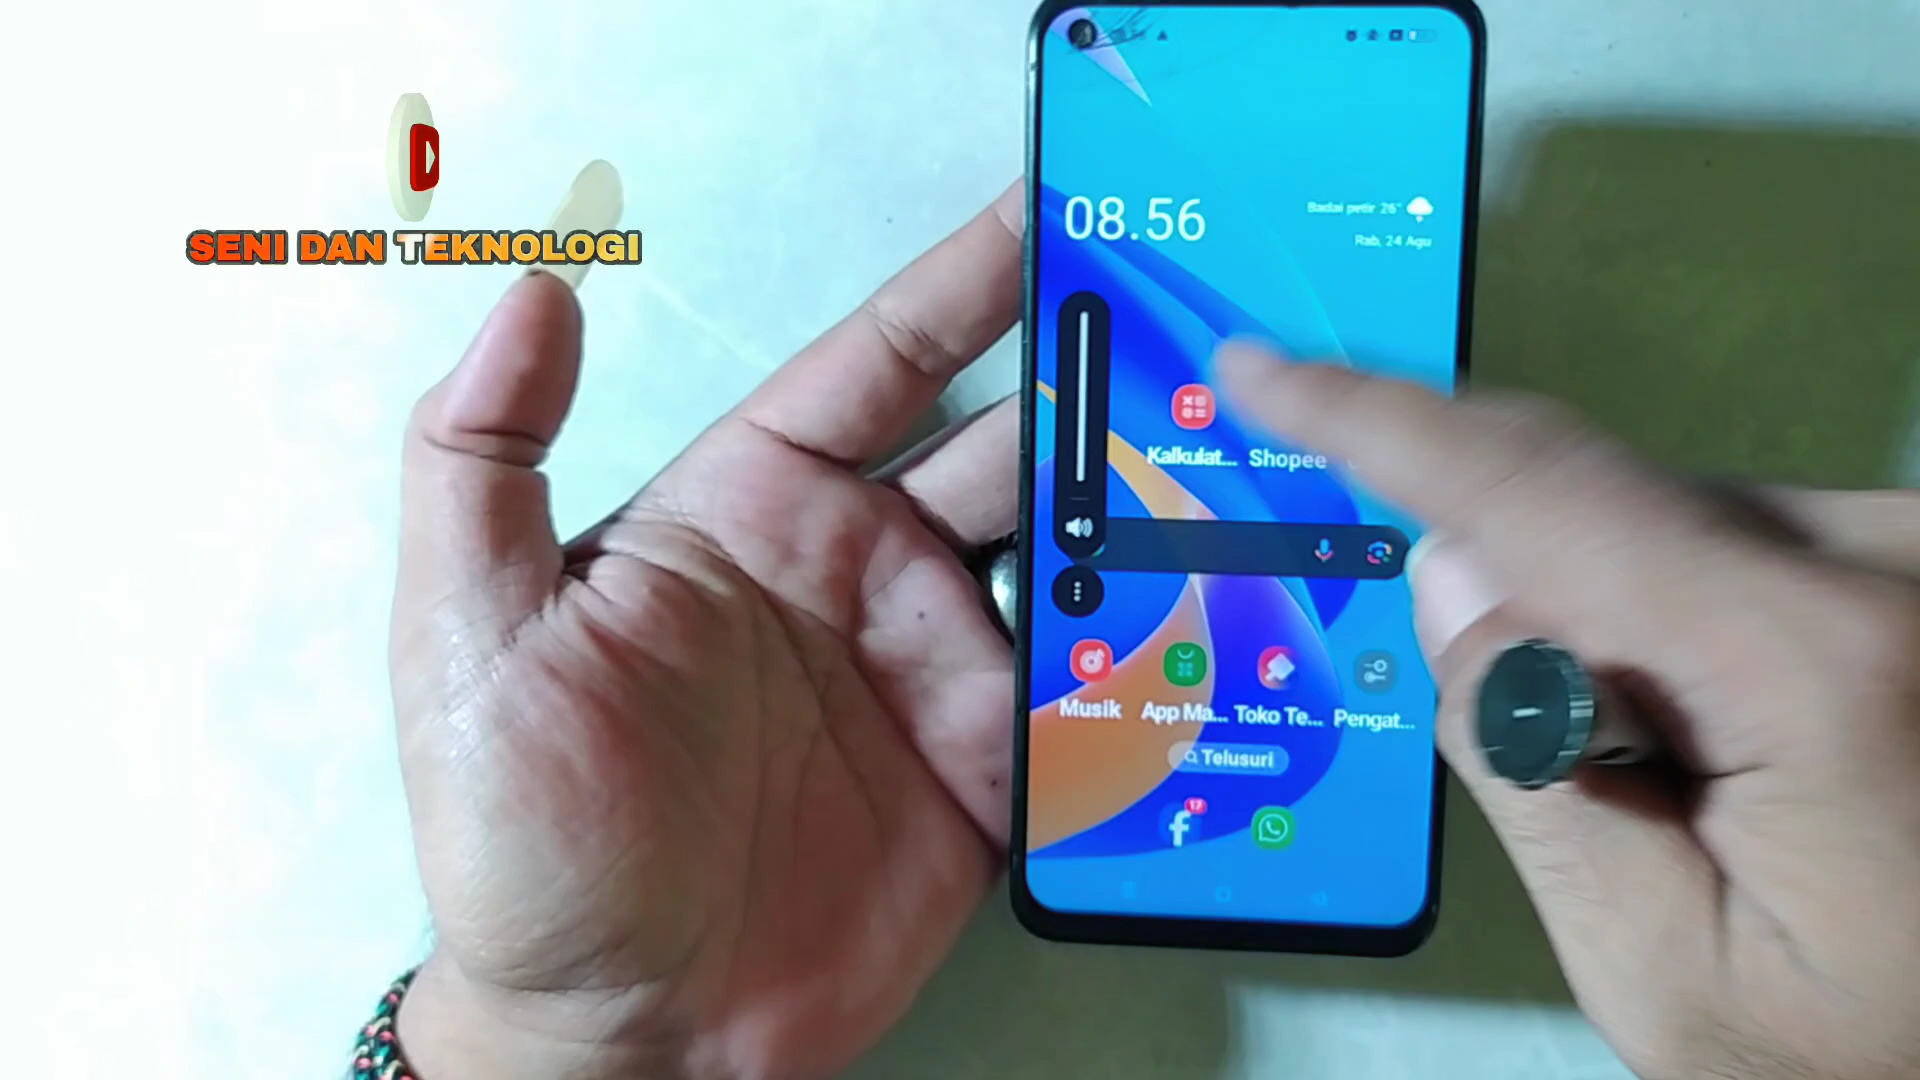 SENI DAN TEKNOLOGI
08.56
Badai petir 26°
Rab, 24 Agu
Kalkulat... Shopee
Musik App Ma... Toko Te... Pengat...
Telusuri
17